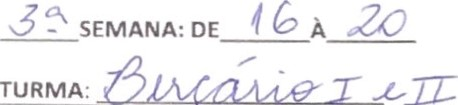 3ª SEMANA: DE 16 À 20
TURMA: Berçário I e II